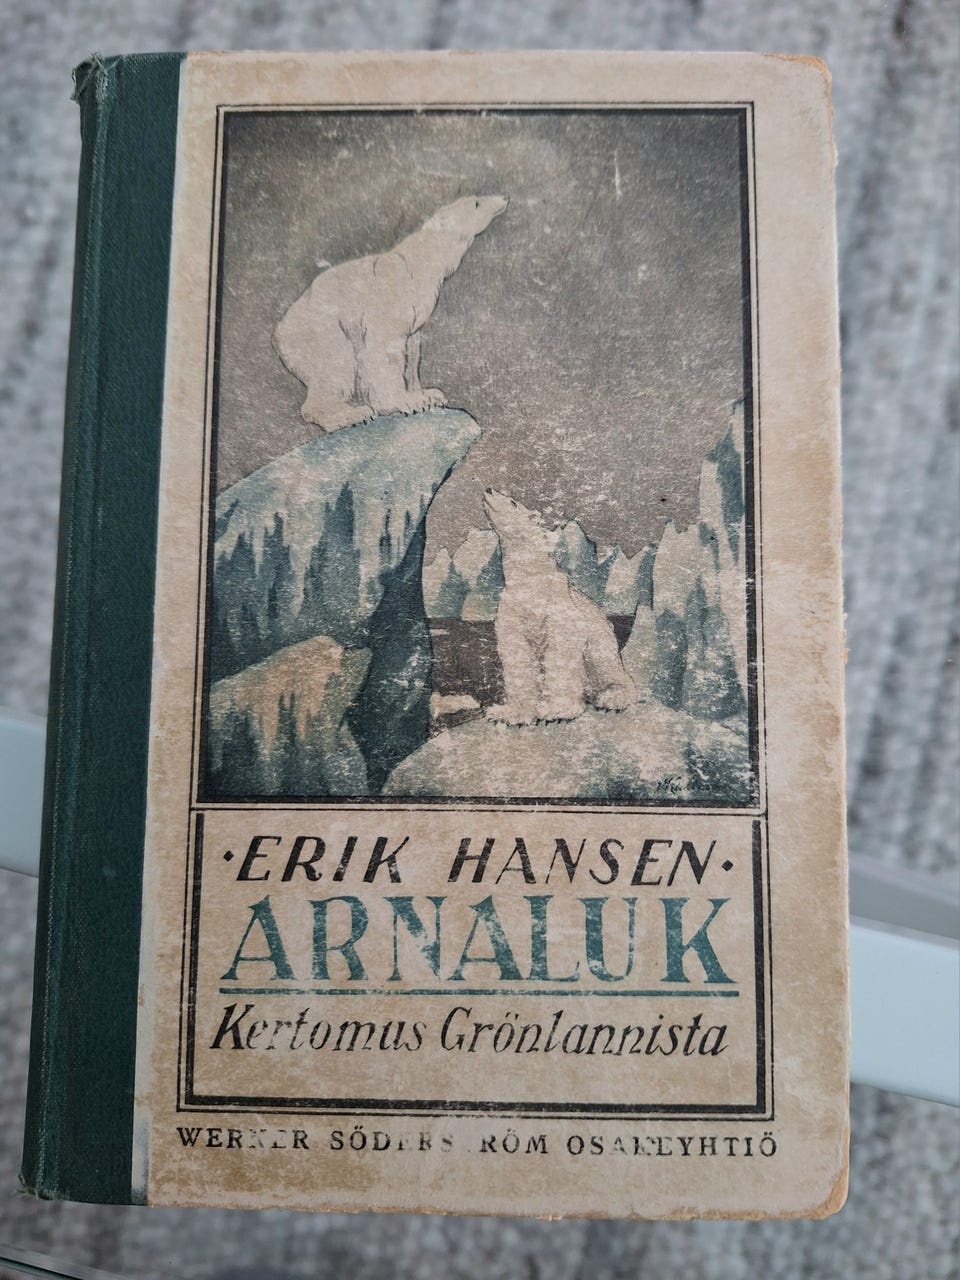 ·ERIK HANSEN·
ARNALUK
Kertomus Grönlannista
WERNER SÖDERSTRÖM OSAKEYHTIÖ